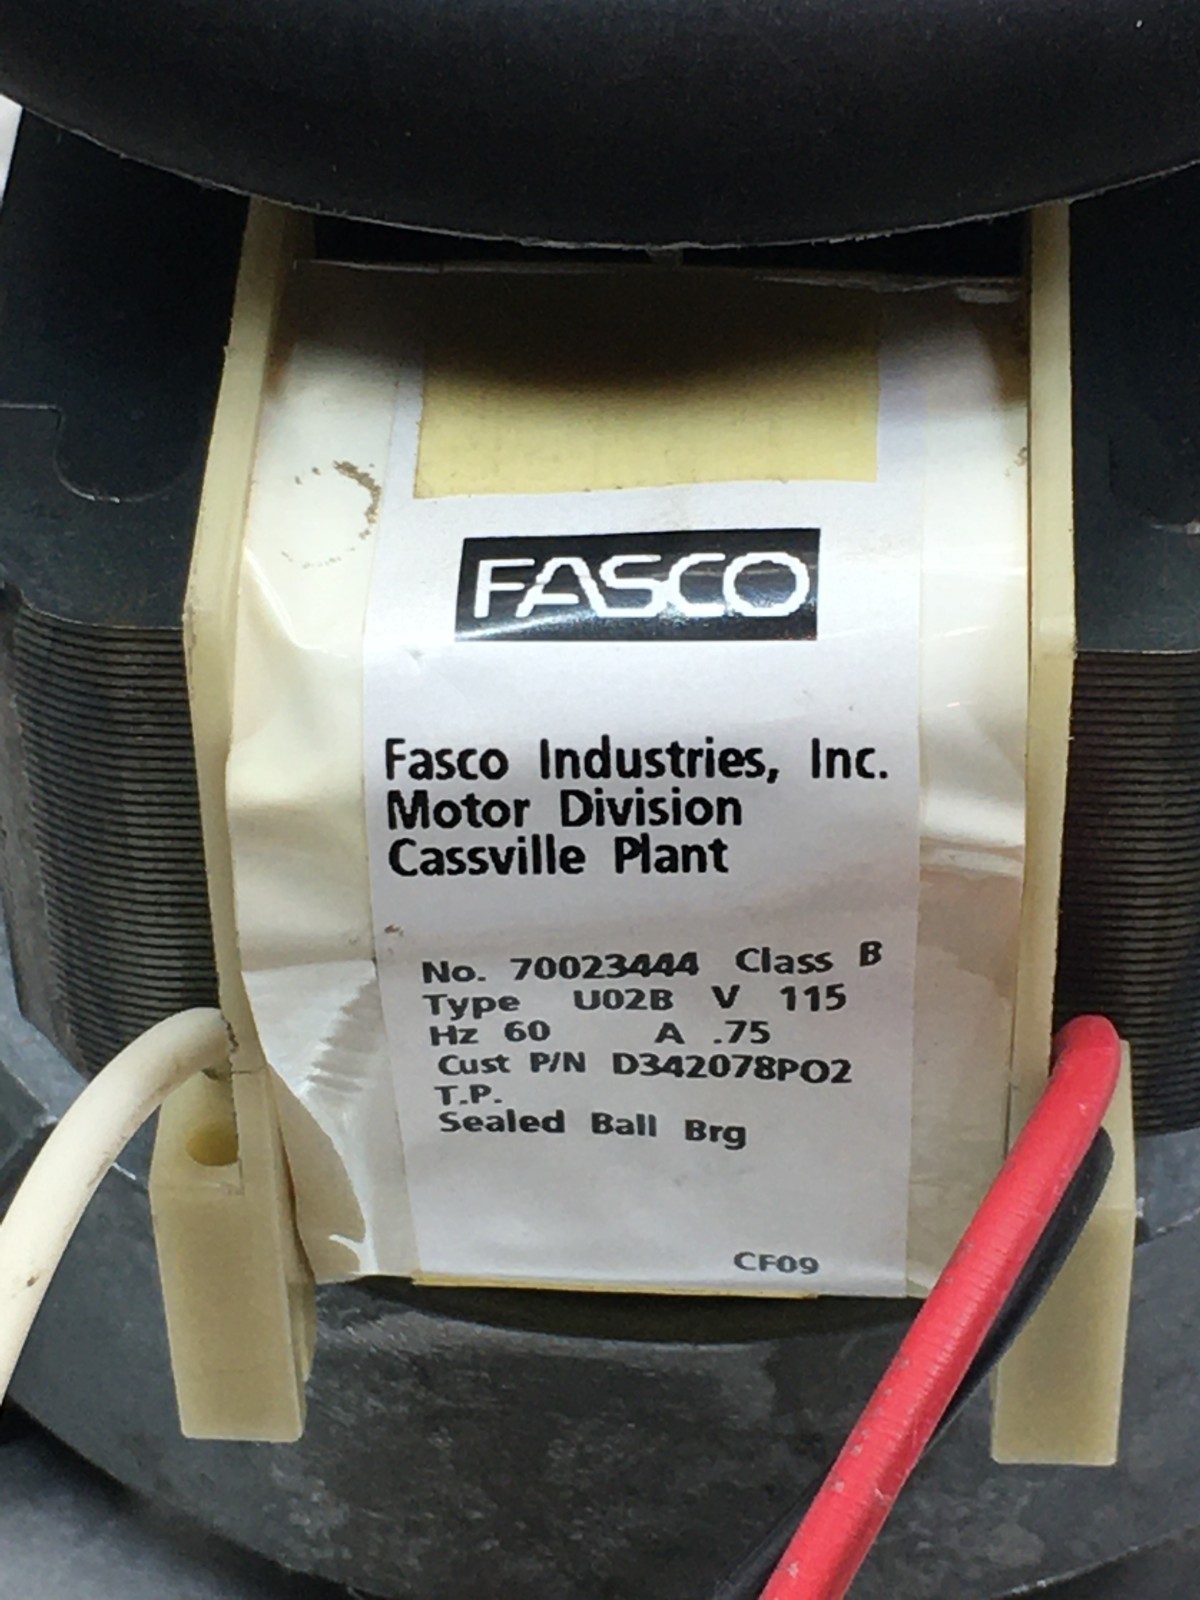 FASCO
Fasco Industries, Inc.
Motor Division
Cassville Plant
No. 70023444 Class B
Type U02B V 115
Hz 60 A .75
Cust P/N D342078P02
T.P.
Sealed Ball Brg
CF09